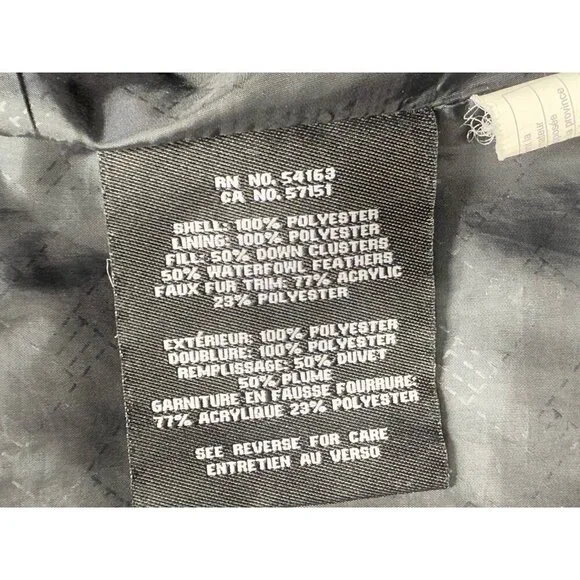 RN NO. 54163
CA NO. 57151
SHELL: 100% POLYESTER
LINING: 100% POLYESTER
FILL: 50% DOWN CLUSTERS
50% WATERFOWL FEATHERS
FAUX FUR TRIM: 77% ACRYLIC
23% POLYESTER
EXTÉRIEUR: 100% POLYESTER
DOUBLURE: 100% POLYESTER
REMPLISSAGE: 50% DUVET
50% PLUME
GARNITURE EN FAUSSE FOURRURE:
77% ACRYLIQUE 23% POLYESTER
SEE REVERSE FOR CARE
ENTRETIEN AU VERSO
la province